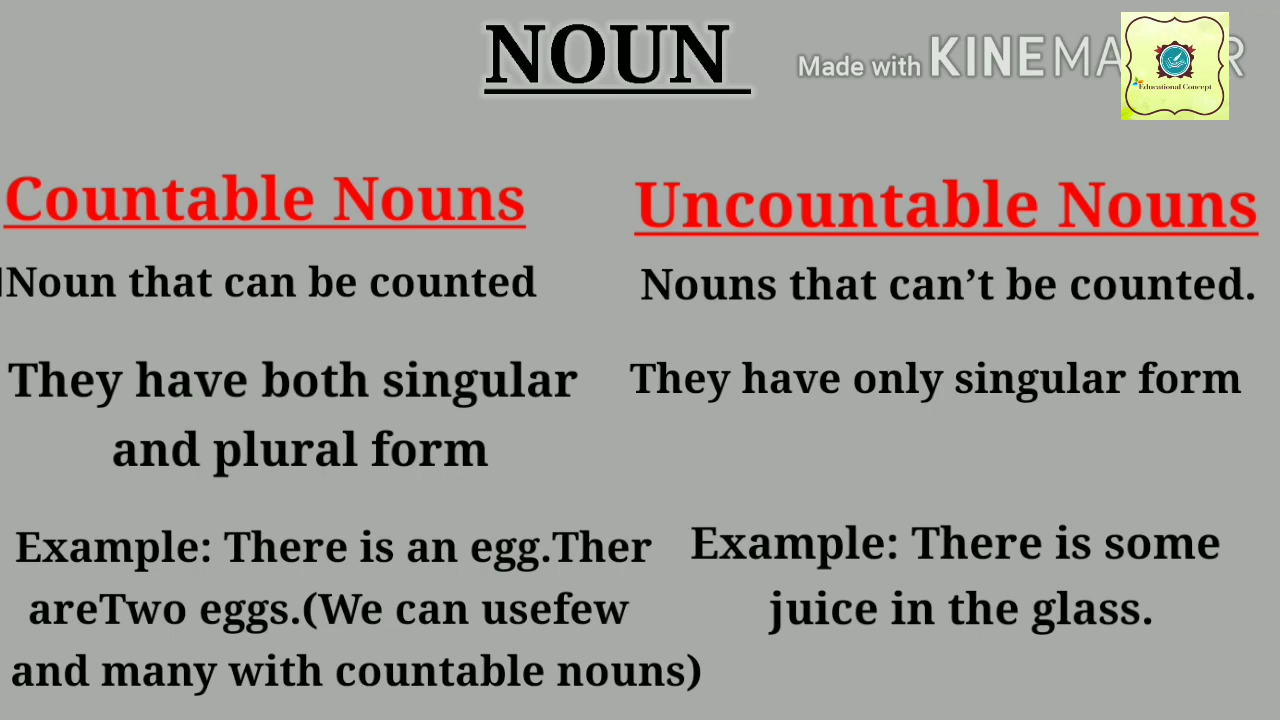 NOUN
Made with KINEMA R
Educational Concept
Countable Nouns
Noun that can be counted
They have both singular
and plural form
Example: There is an egg.Ther
areTwo eggs.(We can usefew
and many with countable nouns)
Uncountable Nouns
Nouns that can’t be counted.
They have only singular form
Example: There is some
juice in the glass.